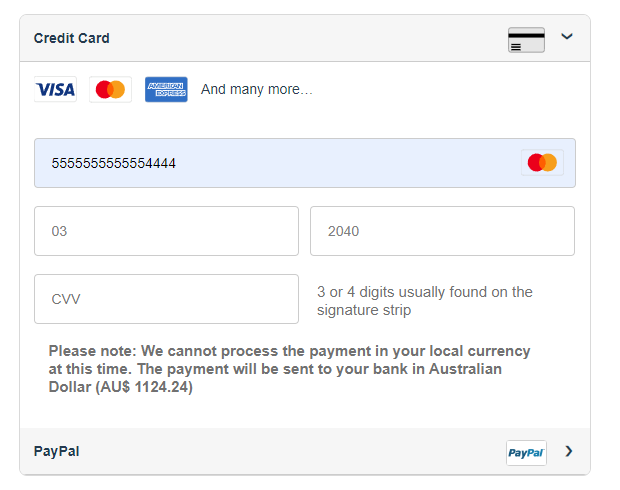 Credit Card
VISA
AMERICAN
EXPRESS
And many more...
5555555555554444
03
2040
CVV
3 or 4 digits usually found on the
signature strip
Please note: We cannot process the payment in your local currency
at this time. The payment will be sent to your bank in Australian
Dollar (AU$ 1124.24)
PayPal
PayPal